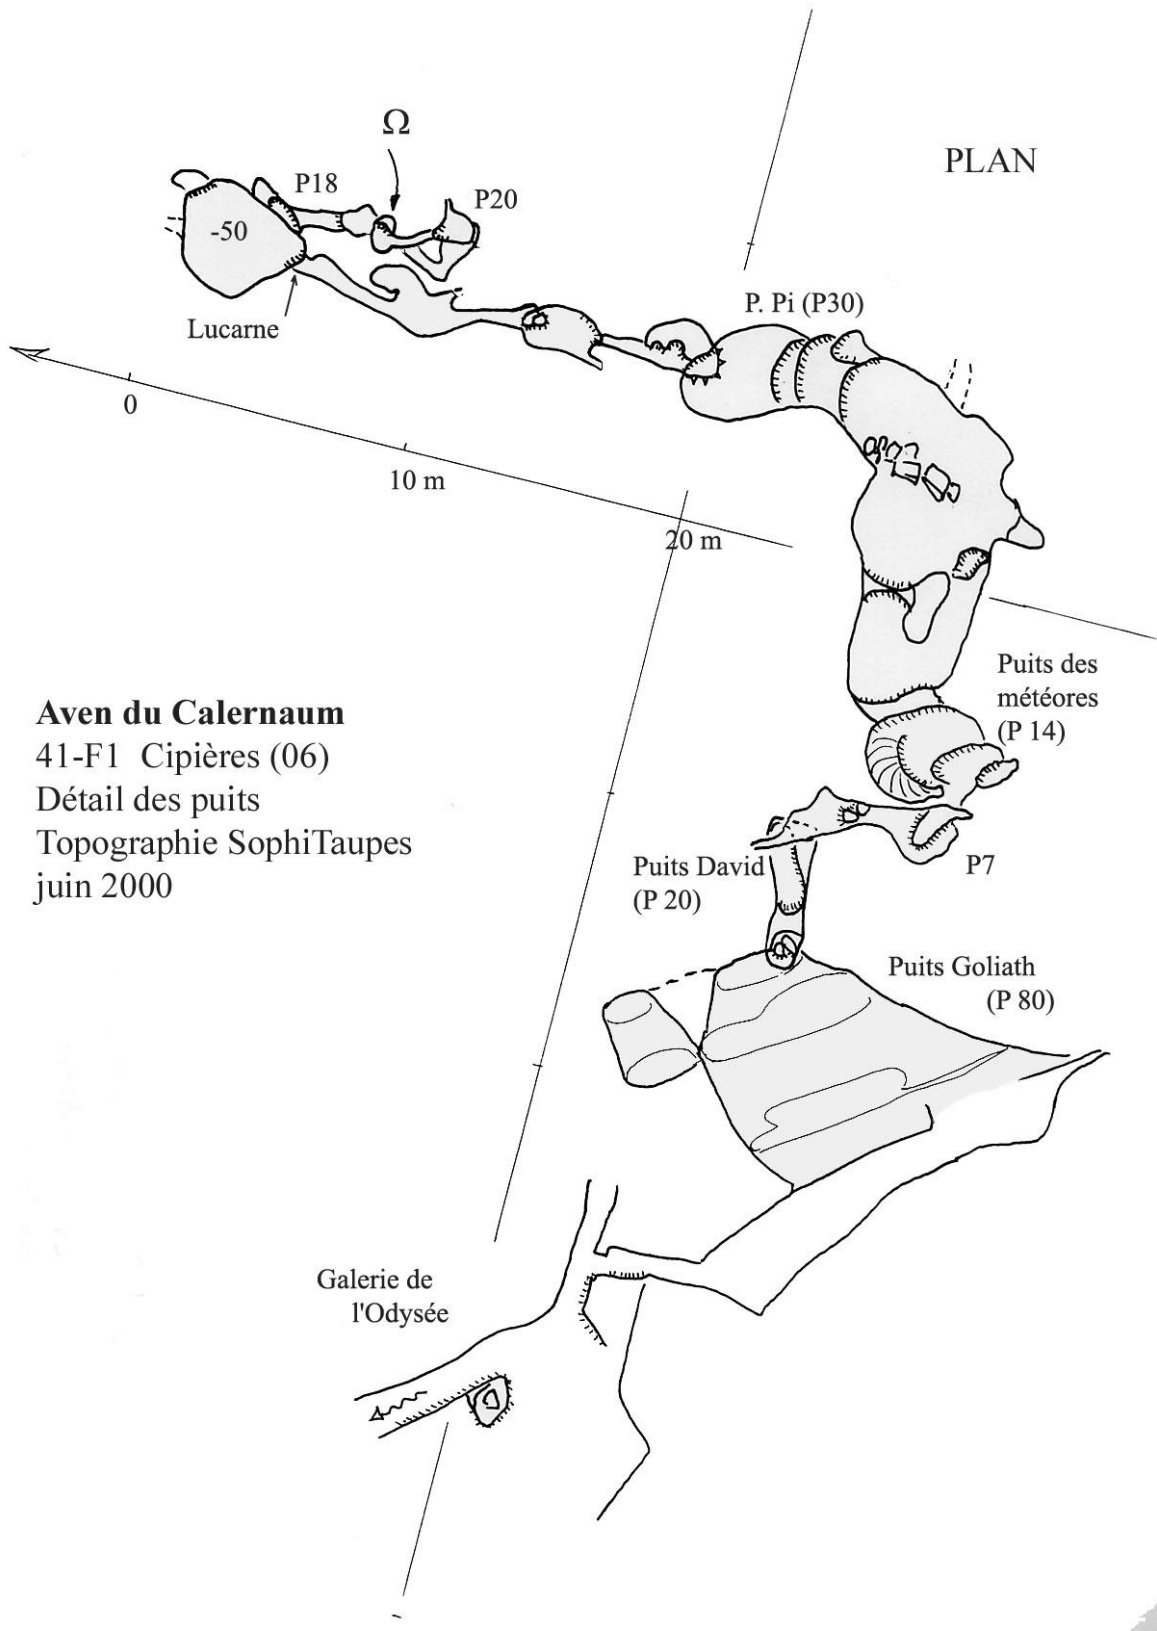 Ω
PLAN
P18
P20
-50
Lucarne
P. Pi (P30)
0
10 m
20 m
Puits des
météores
(P 14)
Aven du Calernaum
41-F1 Cipières (06)
Détail des puits
Topographie SophiTaupes
juin 2000
Puits David
(P 20)
P7
Puits Goliath
(P 80)
Galerie de
l'Odysée